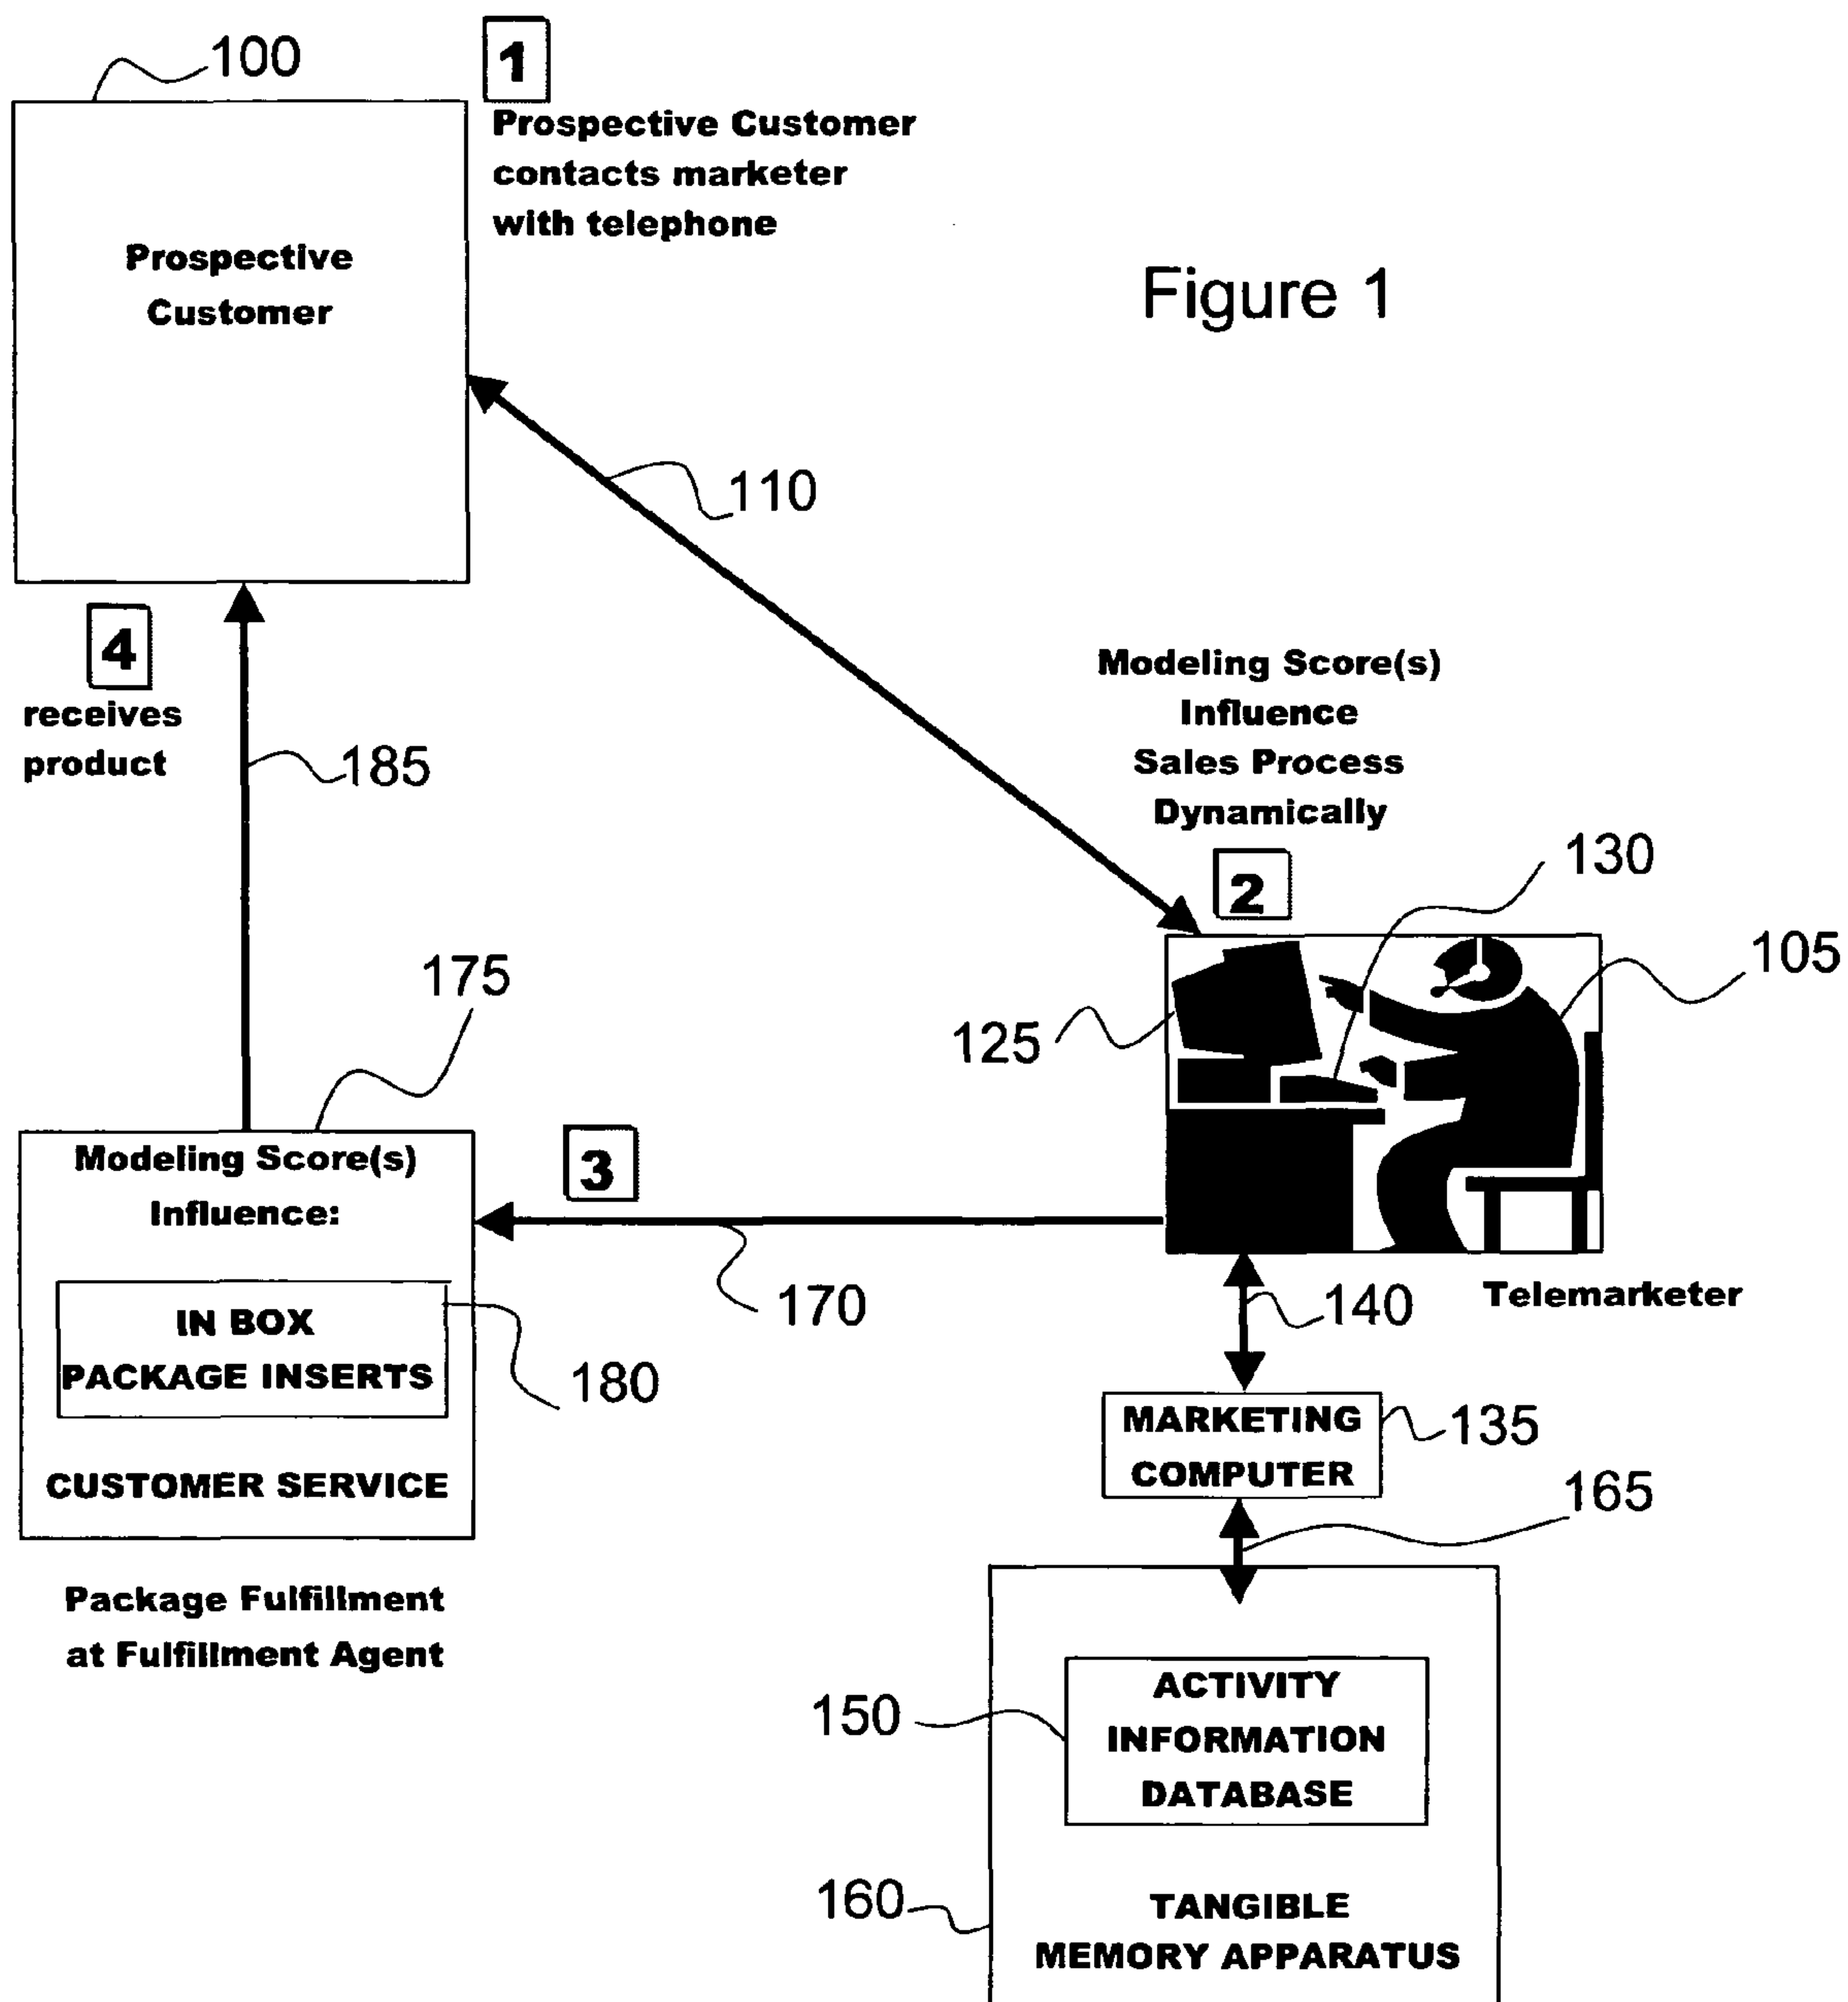 100
1
Prospective Customer
contacts marketer
with telephone
Prospective
Customer
Figure 1
110
4
receives
product
185
Modeling Score(s)
Influence
Sales Process
Dynamically
2
130
105
125
175
Modeling Score(s)
Influence:
IN BOX
PACKAGE INSERTS
CUSTOMER SERVICE
180
3
170
140
Telemarketer
MARKETING
COMPUTER
135
165
Package Fulfillment
at Fulfillment Agent
150
ACTIVITY
INFORMATION
DATABASE
160
TANGIBLE
MEMORY APPARATUS